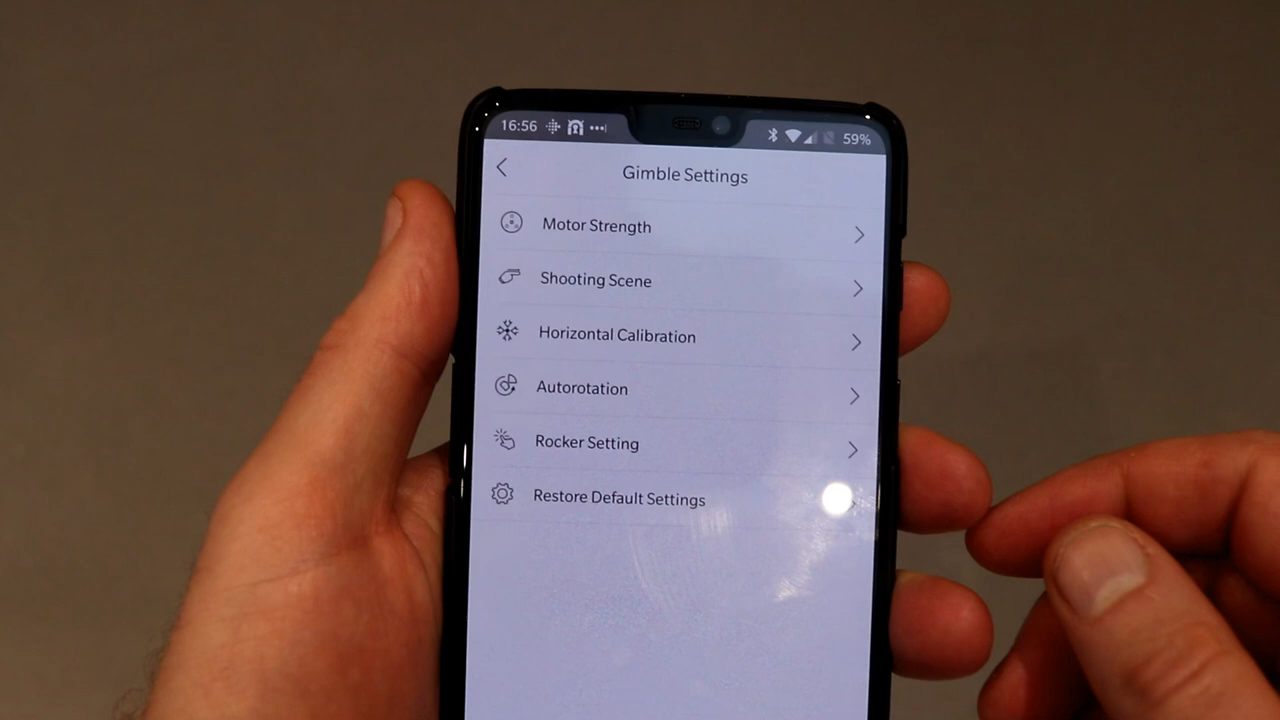 16:56
59%
Gimble Settings
Motor Strength
Shooting Scene
Horizontal Calibration
Autorotation
Rocker Setting
Restore Default Settings